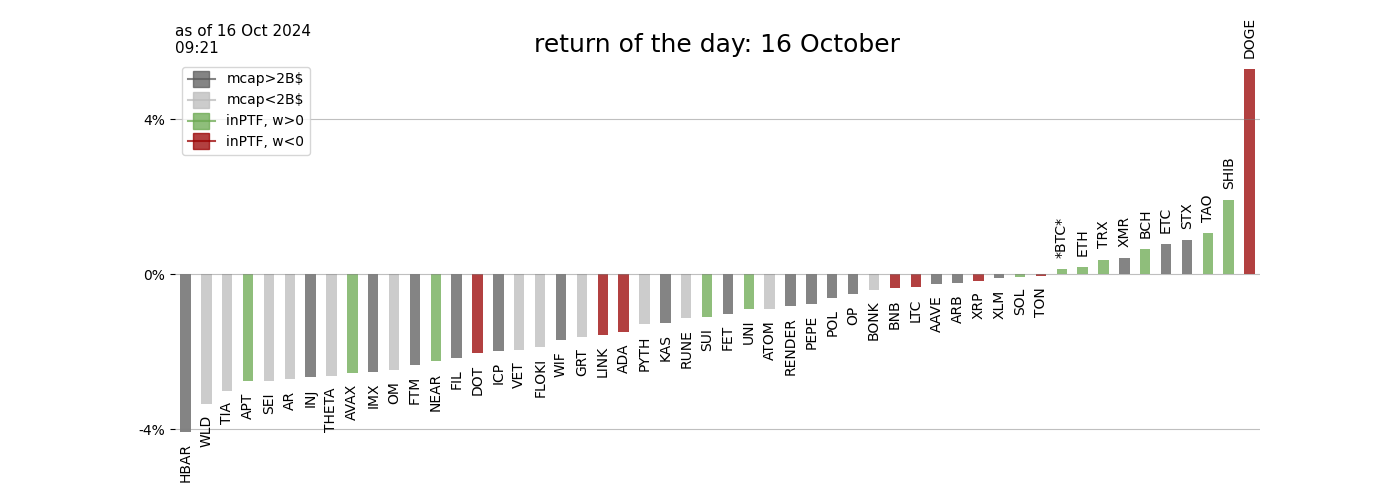 as of 16 Oct 2024
09:21
return of the day: 16 October
mcap>2B$
mcap<2B$
inPTF, w>0
inPTF, w<0
4%
0%
-4%
HBAR
WLD
TIA
APT
SEI
AR
INJ
THETA
AVAX
IMX
OM
FTM
NEAR
FIL
DOT
ICP
VET
FLOKI
WIF
GRT
LINK
ADA
PYTH
KAS
RUNE
SUI
FET
UNI
ATOM
RENDER
PEPE
POL
OP
BONK
BNB
LTC
AAVE
ARB
XRP
XLM
SOL
TON
*BTC*
ETH
TRX
XMR
BCH
ETC
STX
TAO
SHIB
DOGE